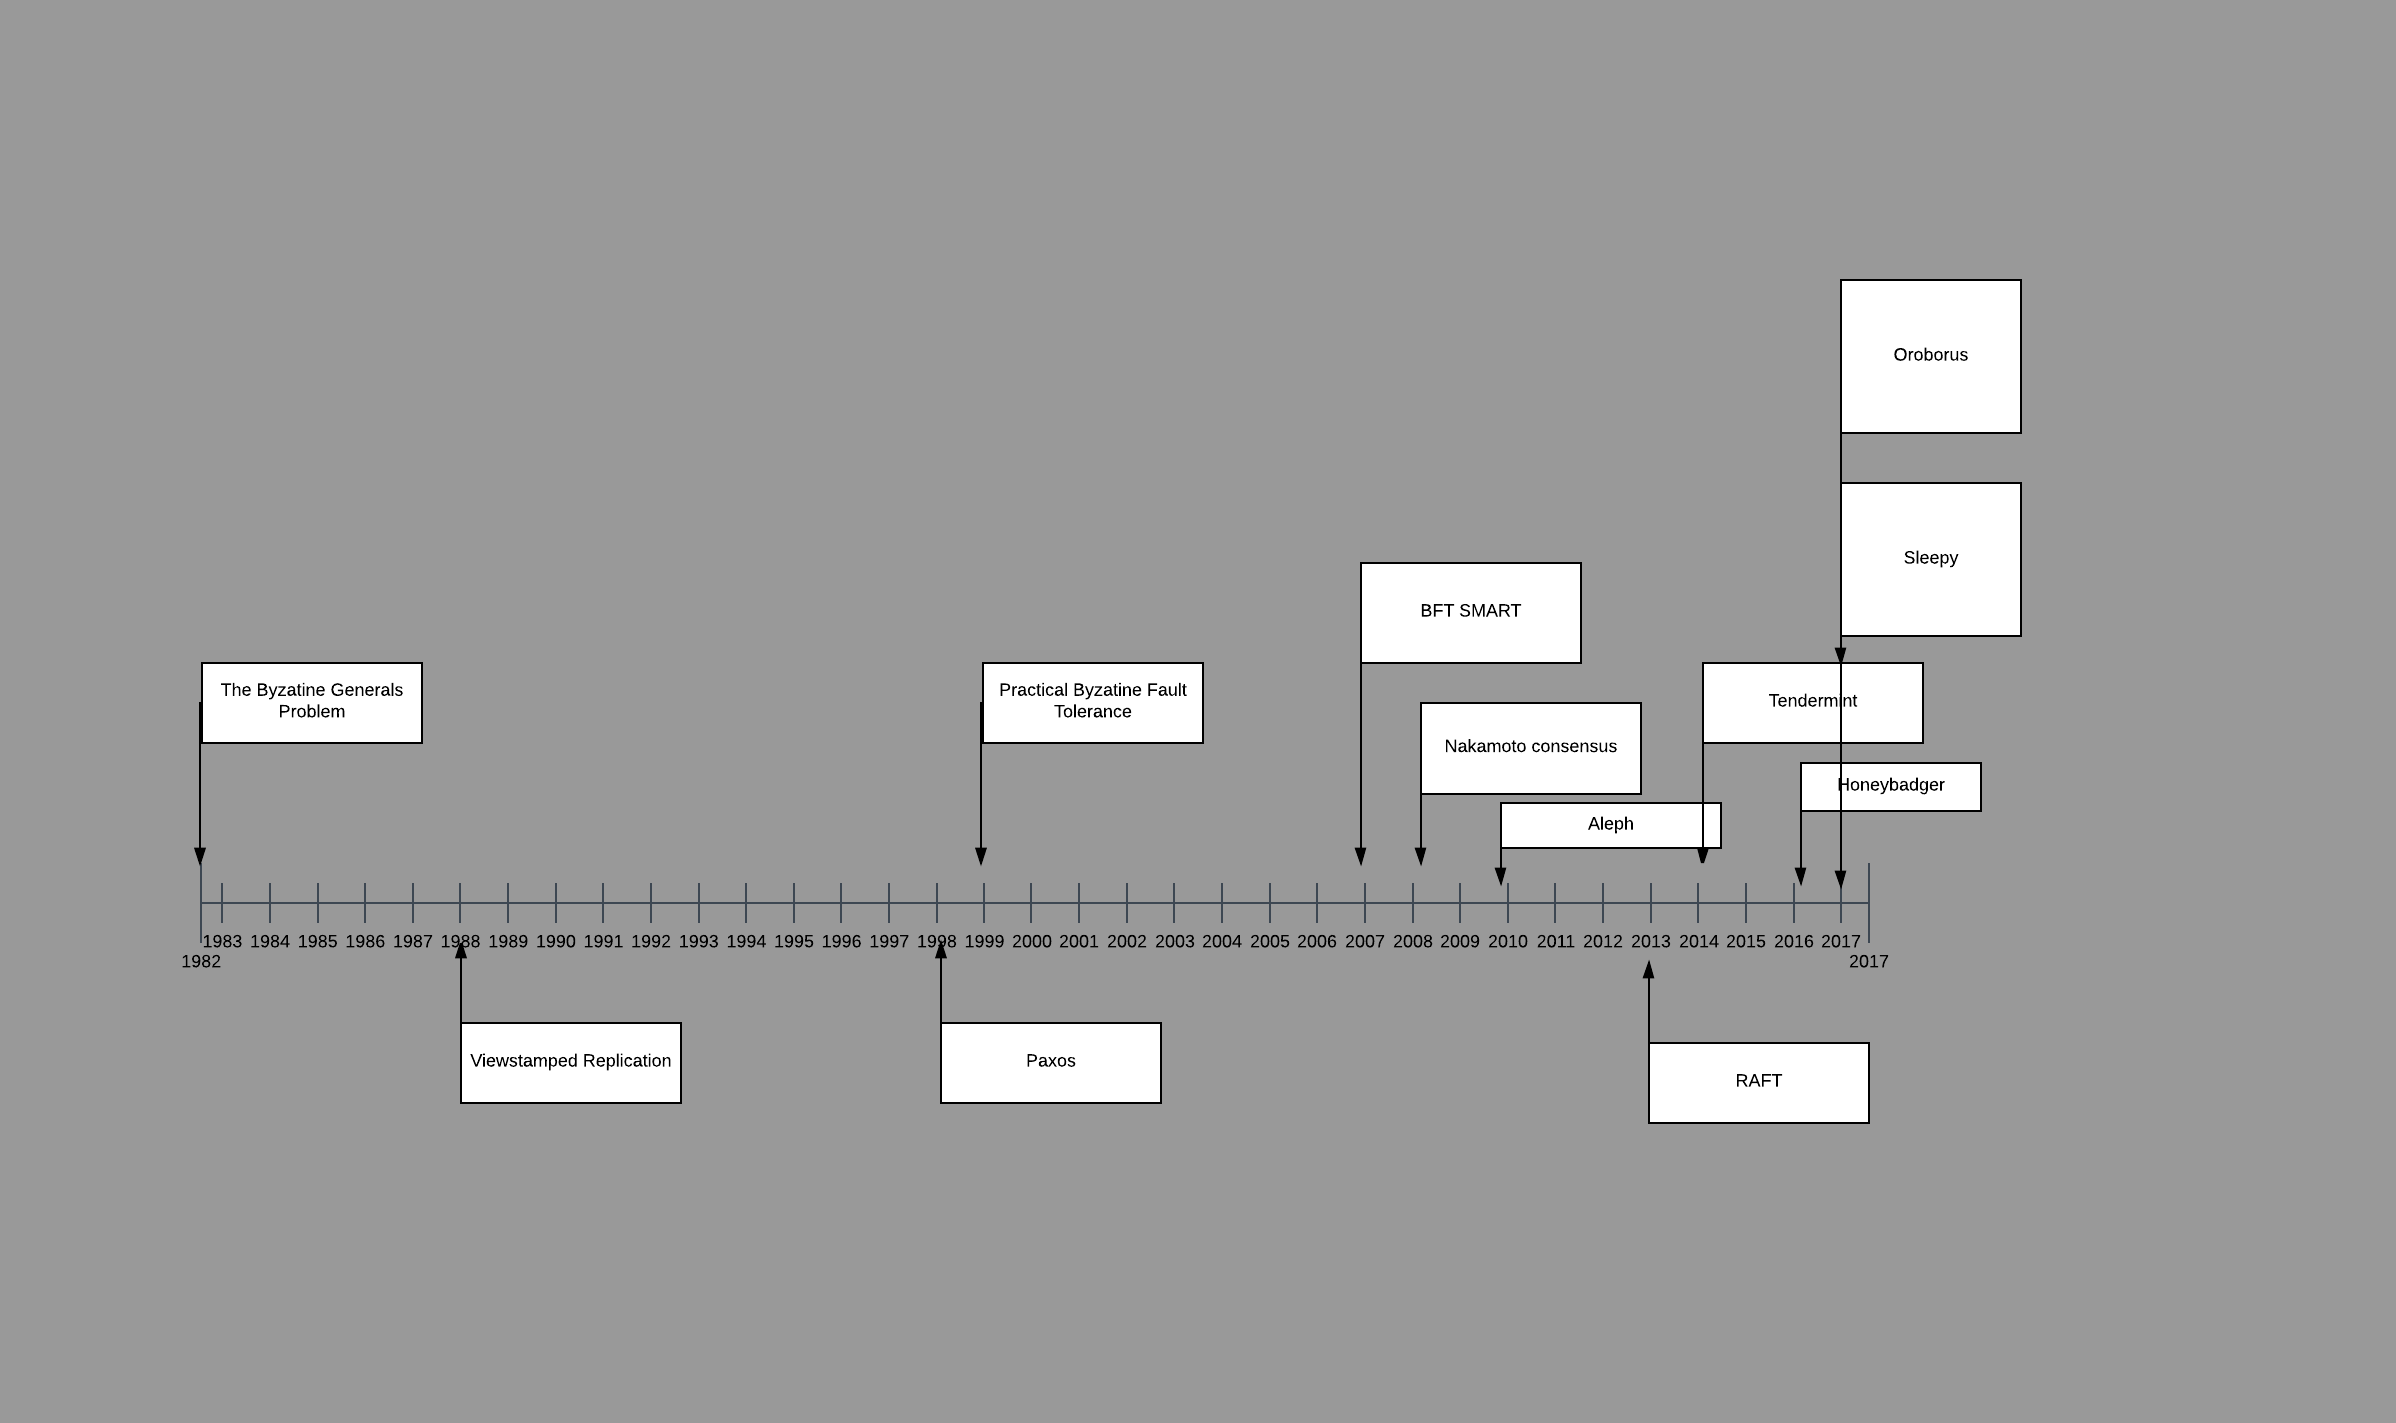 Oroborus
Sleepy
BFT SMART
The Byzatine Generals
Problem
Practical Byzatine Fault
Tolerance
Tendermint
Nakamoto consensus
Honeybadger
Aleph
1983 1984 1985 1986 1987 1988 1989 1990 1991 1992 1993 1994 1995 1996 1997 1998 1999 2000 2001 2002 2003 2004 2005 2006 2007 2008 2009 2010 2011 2012 2013 2014 2015 2016 2017
1982 2017
Viewstamped Replication
Paxos
RAFT